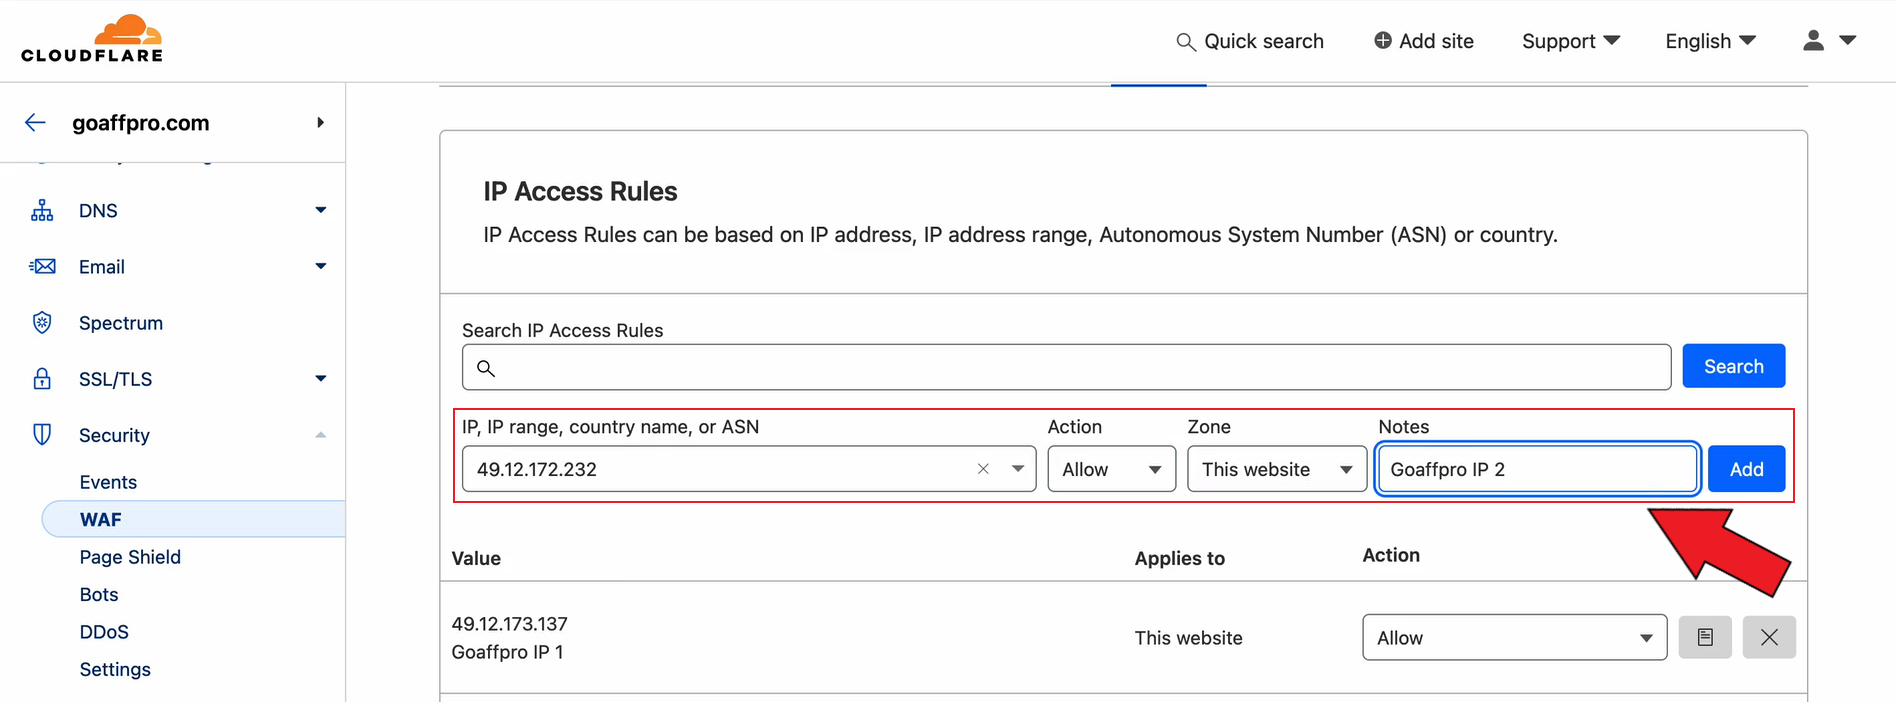 CLOUDFLARE
Quick search
Add site
Support
English
goaffpro.com
DNS
Email
Spectrum
SSL/TLS
Security
Events
WAF
Page Shield
Bots
DDoS
Settings
IP Access Rules
IP Access Rules can be based on IP address, IP address range, Autonomous System Number (ASN) or country.
Search IP Access Rules
Search
IP, IP range, country name, or ASN Action Zone Notes
49.12.172.232 Allow This website Goaffpro IP 2 Add
Value Applies to Action
49.12.173.137
Goaffpro IP 1
This website
Allow